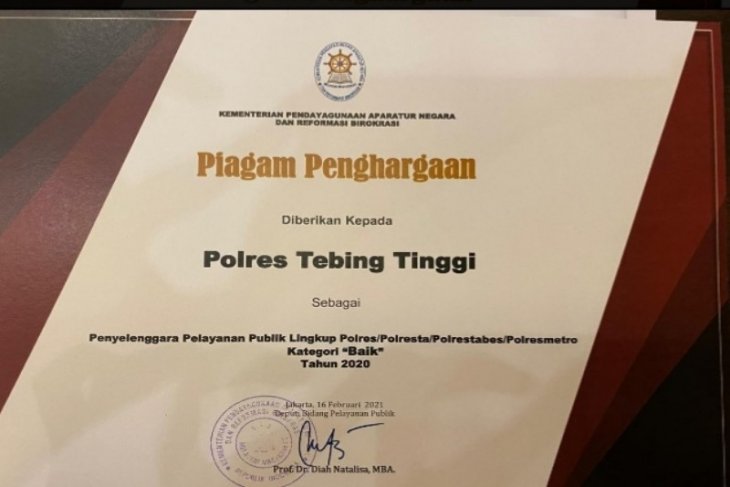 KEMENTERIAN PENDAYAGUNAAN APARATUR NEGARA
DAN REFORMASI BIROKRASI
Piagam Penghargaan
Diberikan Kepada
Polres Tebing Tinggi
Sebagai
Penyelenggara Pelayanan Publik Lingkup Polres/Polresta/Polrestabes/Polresmetro
Kategori "Baik"
Tahun 2020
Jakarta, 16 Februari 2021
Deputi Bidang Pelayanan Publik
Prof. Dr. Diah Natalisa, MBA.